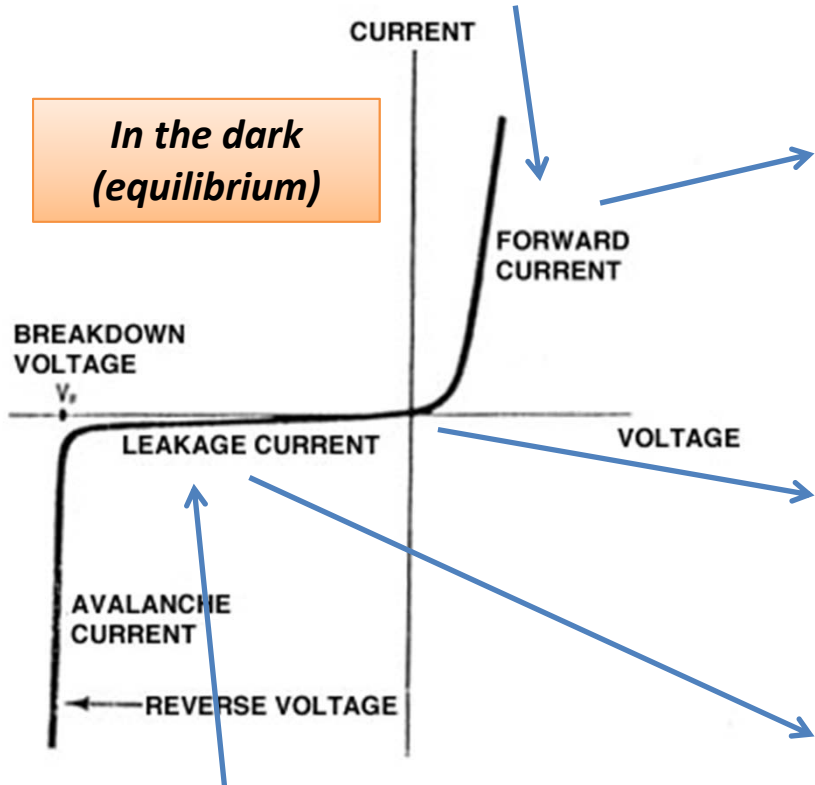 CURRENT
In the dark
(equilibrium)
FORWARD
CURRENT
BREAKDOWN
VOLTAGE
VOLTAGE
LEAKAGE CURRENT
AVALANCHE
CURRENT
REVERSE VOLTAGE